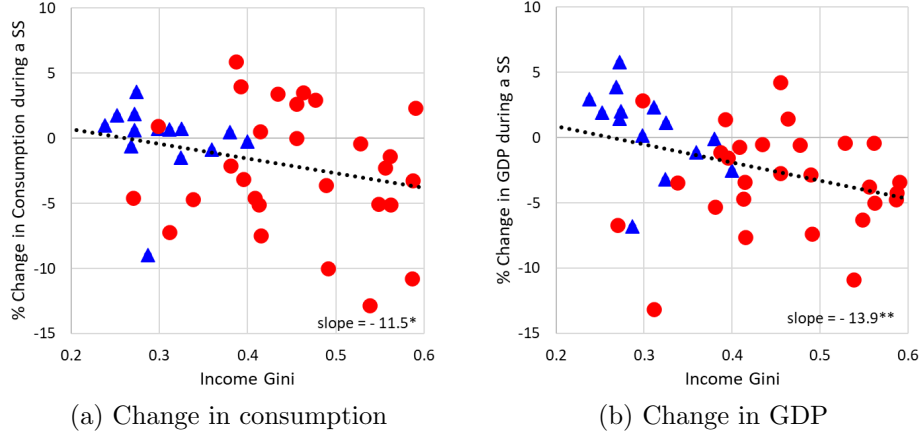 % Change in Consumption during a SS
10
5
0
-5
-10
-15
0.2 0.3 0.4 0.5 0.6
slope = - 11.5*
Income Gini
(a) Change in consumption
% Change in GDP during a SS
10
5
0
-5
-10
-15
0.2 0.3 0.4 0.5 0.6
slope = - 13.9**
Income Gini
(b) Change in GDP